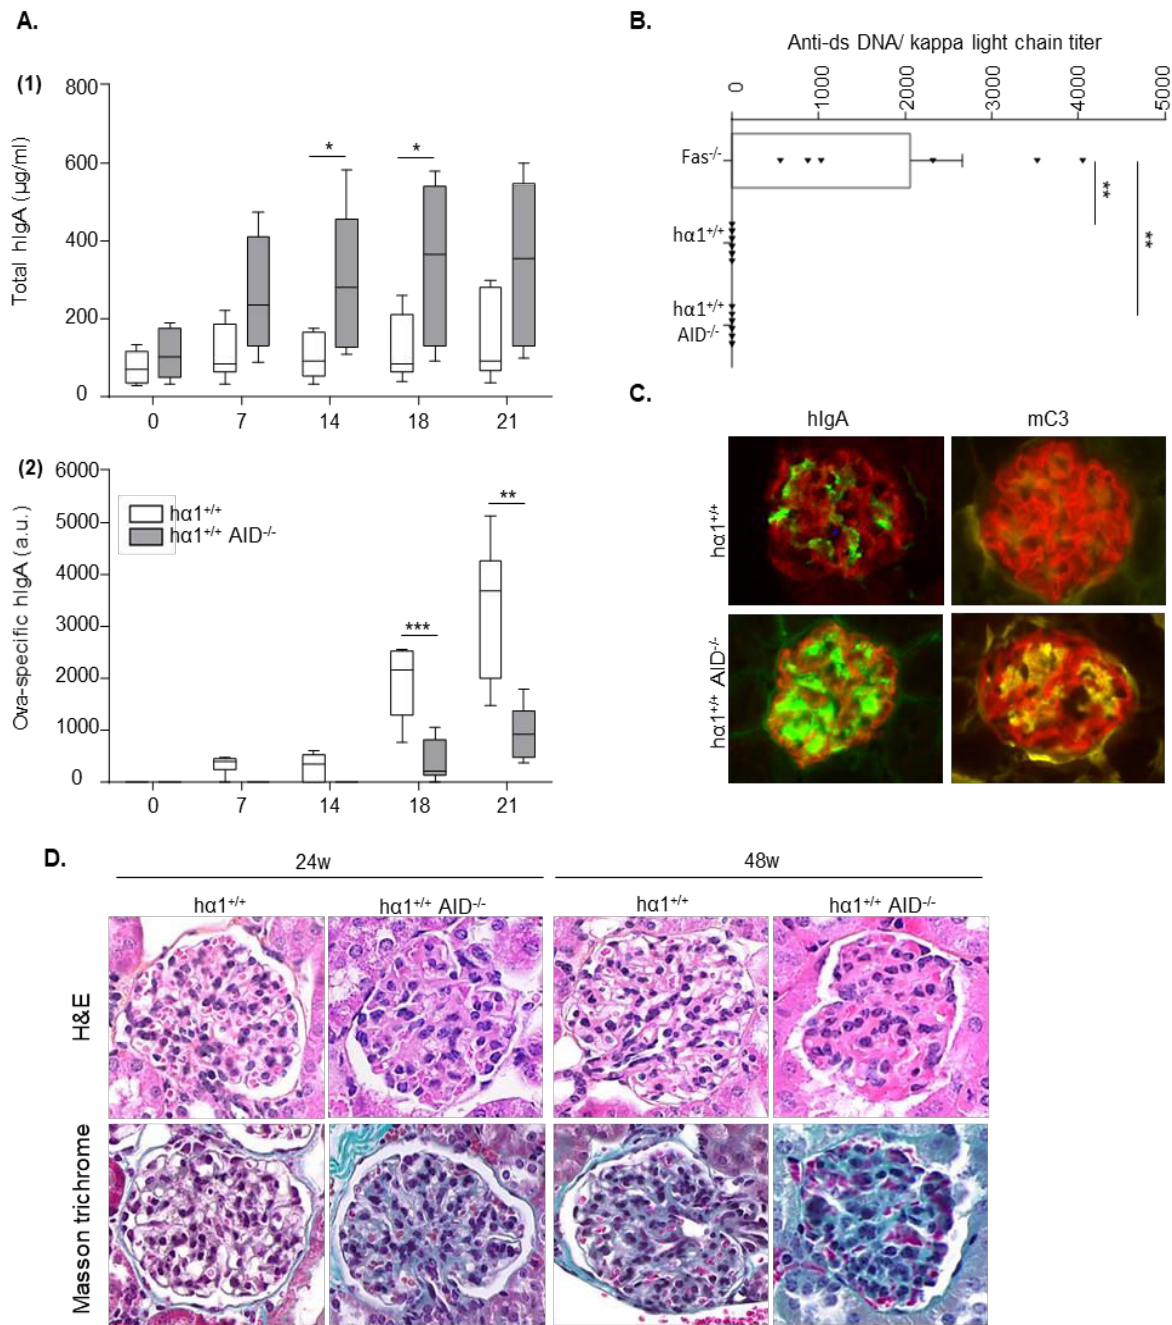 A.
(1)
Total hIgA (µg/ml)
800
600
400
200
0
* *
0 7 14 18 21
(2)
Ova-specific hIgA (a.u.)
6000
5000
4000
3000
2000
1000
0
hα1+/+
hα1+/+ AID-/-
***
**
0 7 14 18 21
B.
Anti-ds DNA/ kappa light chain titer
0 1000 2000 3000 4000 5000
Fas-/-
hα1+/+
hα1+/+
AID-/-
**
**
C.
hIgA mC3
hα1+/+
hα1+/+ AID-/-
D.
24w 48w
hα1+/+ hα1+/+ AID-/- hα1+/+ hα1+/+ AID-/-
H&E
Masson trichrome